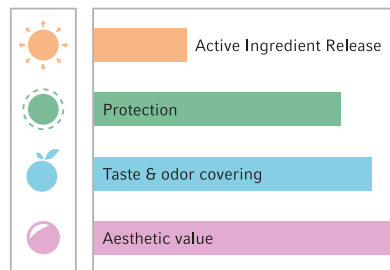 Active Ingredient Release
Protection
Taste & odor covering
Aesthetic value